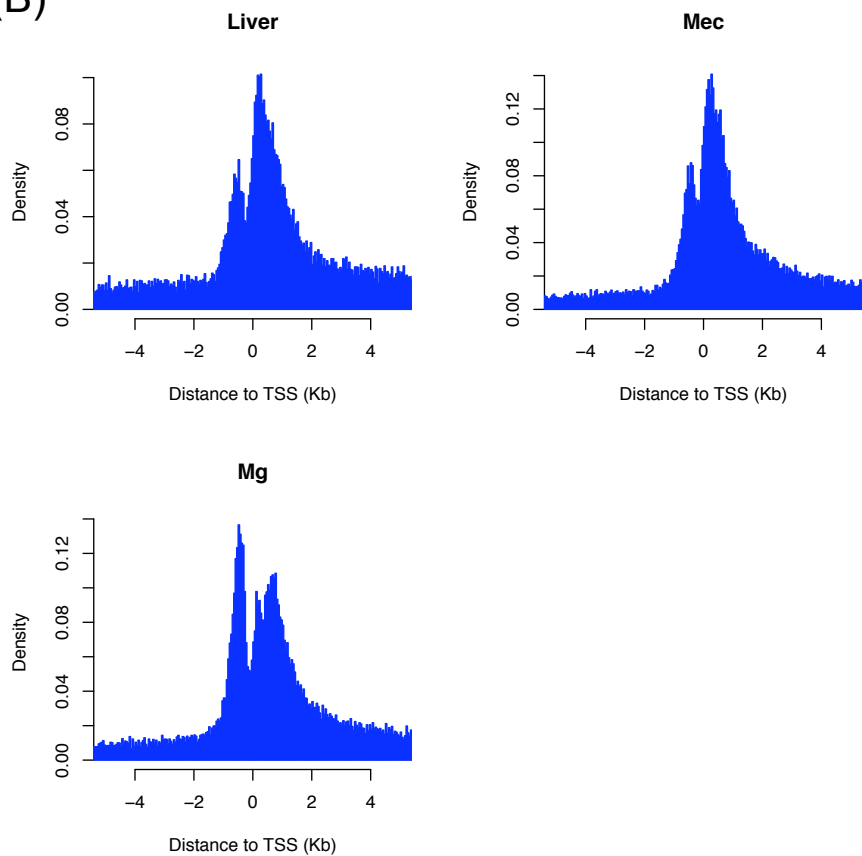 (B)
Liver
Density
0.00 0.04 0.08
−4 −2 0 2 4
Distance to TSS (Kb)
Mec
Density
0.00 0.04 0.08 0.12
−4 −2 0 2 4
Distance to TSS (Kb)
Mg
Density
0.00 0.04 0.08 0.12
−4 −2 0 2 4
Distance to TSS (Kb)